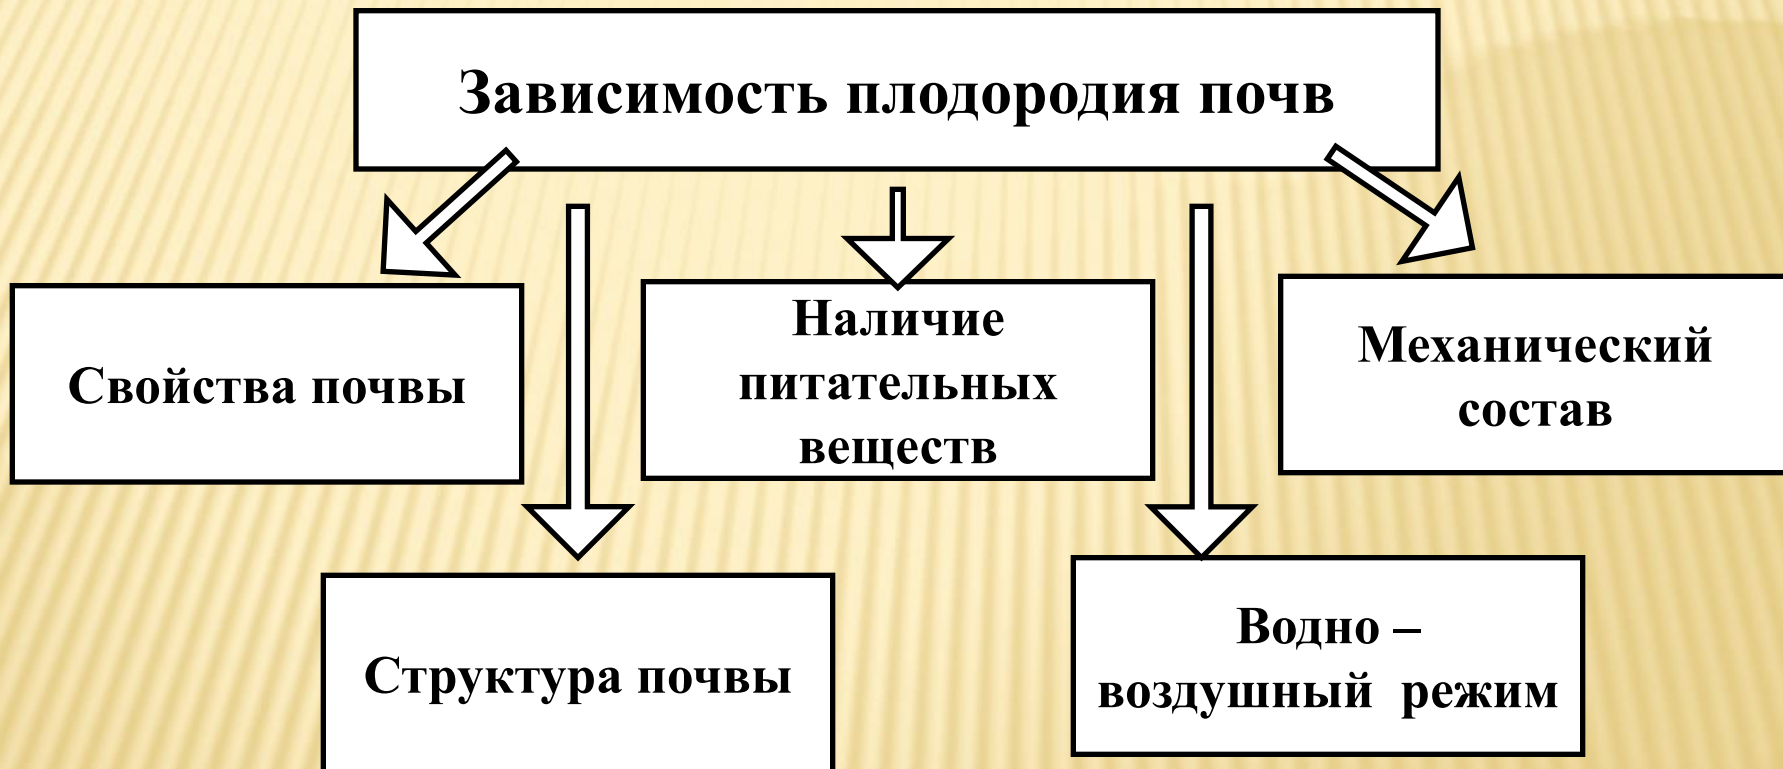 Зависимость плодородия почв
Свойства почвы
Наличие
питательных
веществ
Механический
состав
Структура почвы
Водно –
воздушный режим